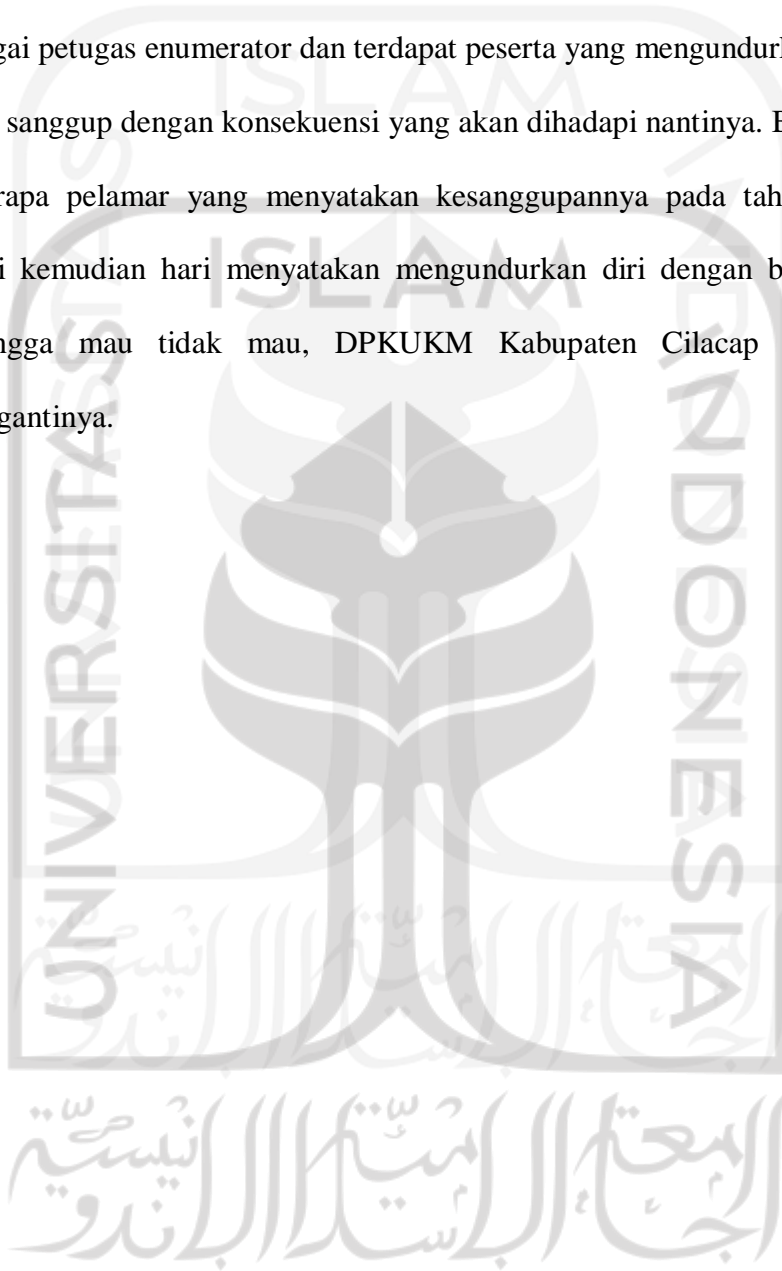 gai petugas enumerator dan terdapat peserta yang mengundurk
sanggup dengan konsekuensi yang akan dihadapi nantinya.
rapa pelamar yang menyatakan kesanggupannya pada tah
i kemudian hari menyatakan mengundurkan diri dengan b
ngga mau tidak mau, DPKUKM Kabupaten Cilacap
gantinya.
ISLAM
UNIVERSITAS
INDONESIA